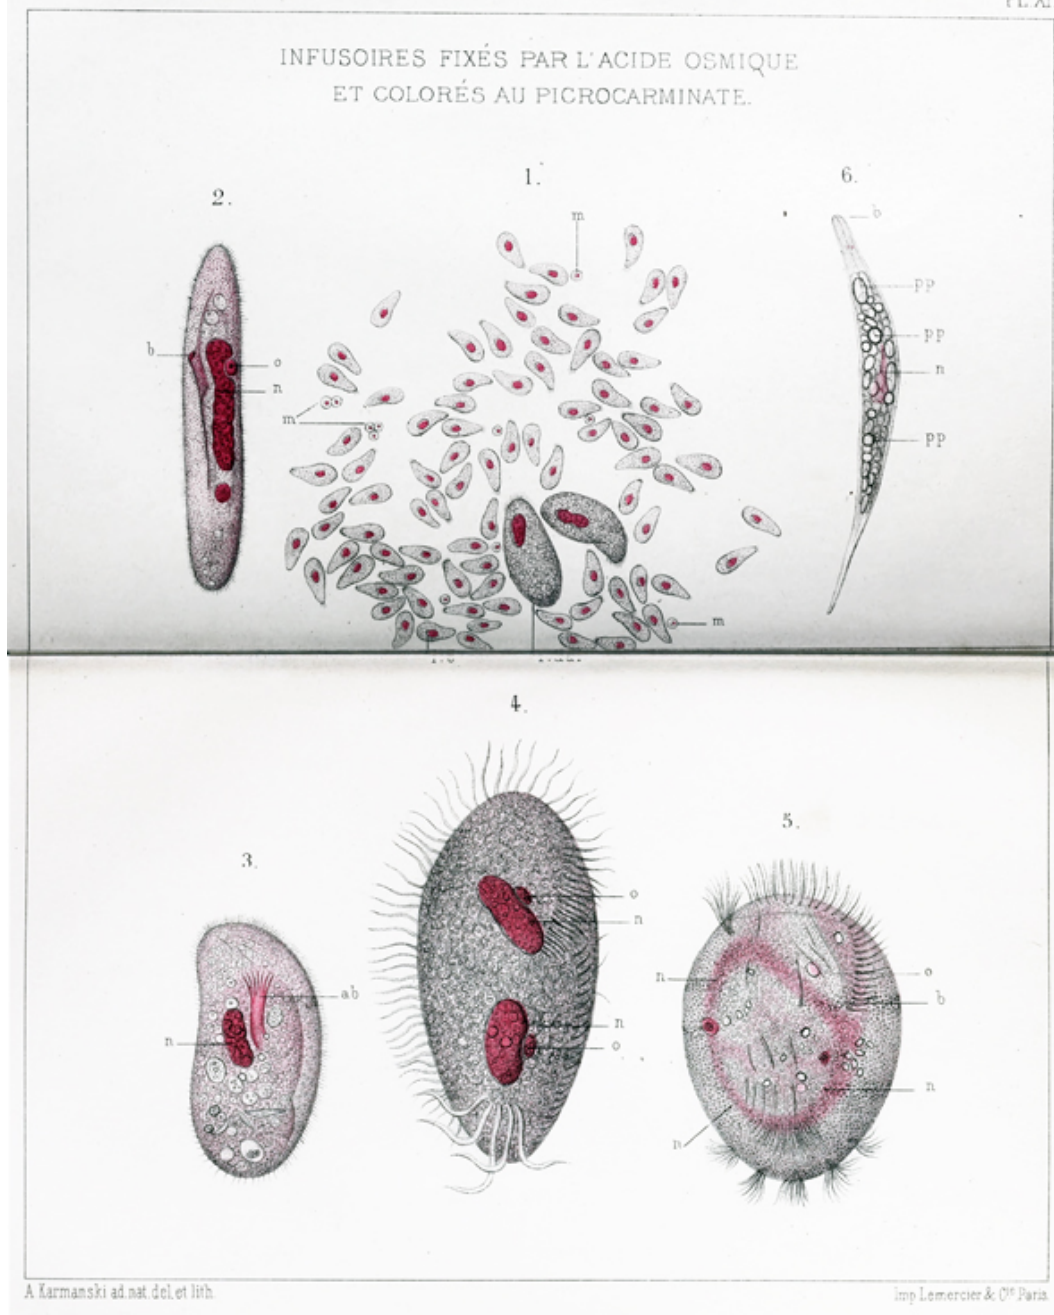 INFUSOIRES FIXÉS PAR L'ACIDE OSMIQUE
ET COLORÉS AU PICROCARMINATE.
2.
1.
6.
m
b
pp
b
o
pp
n
n
m
pp
m
4.
5.
3.
o
n
n
o
b
ab
n
n
o
n
n
A. Karmanski ad. nat. del. et lith.
Imp. Lemercier & Cie Paris.